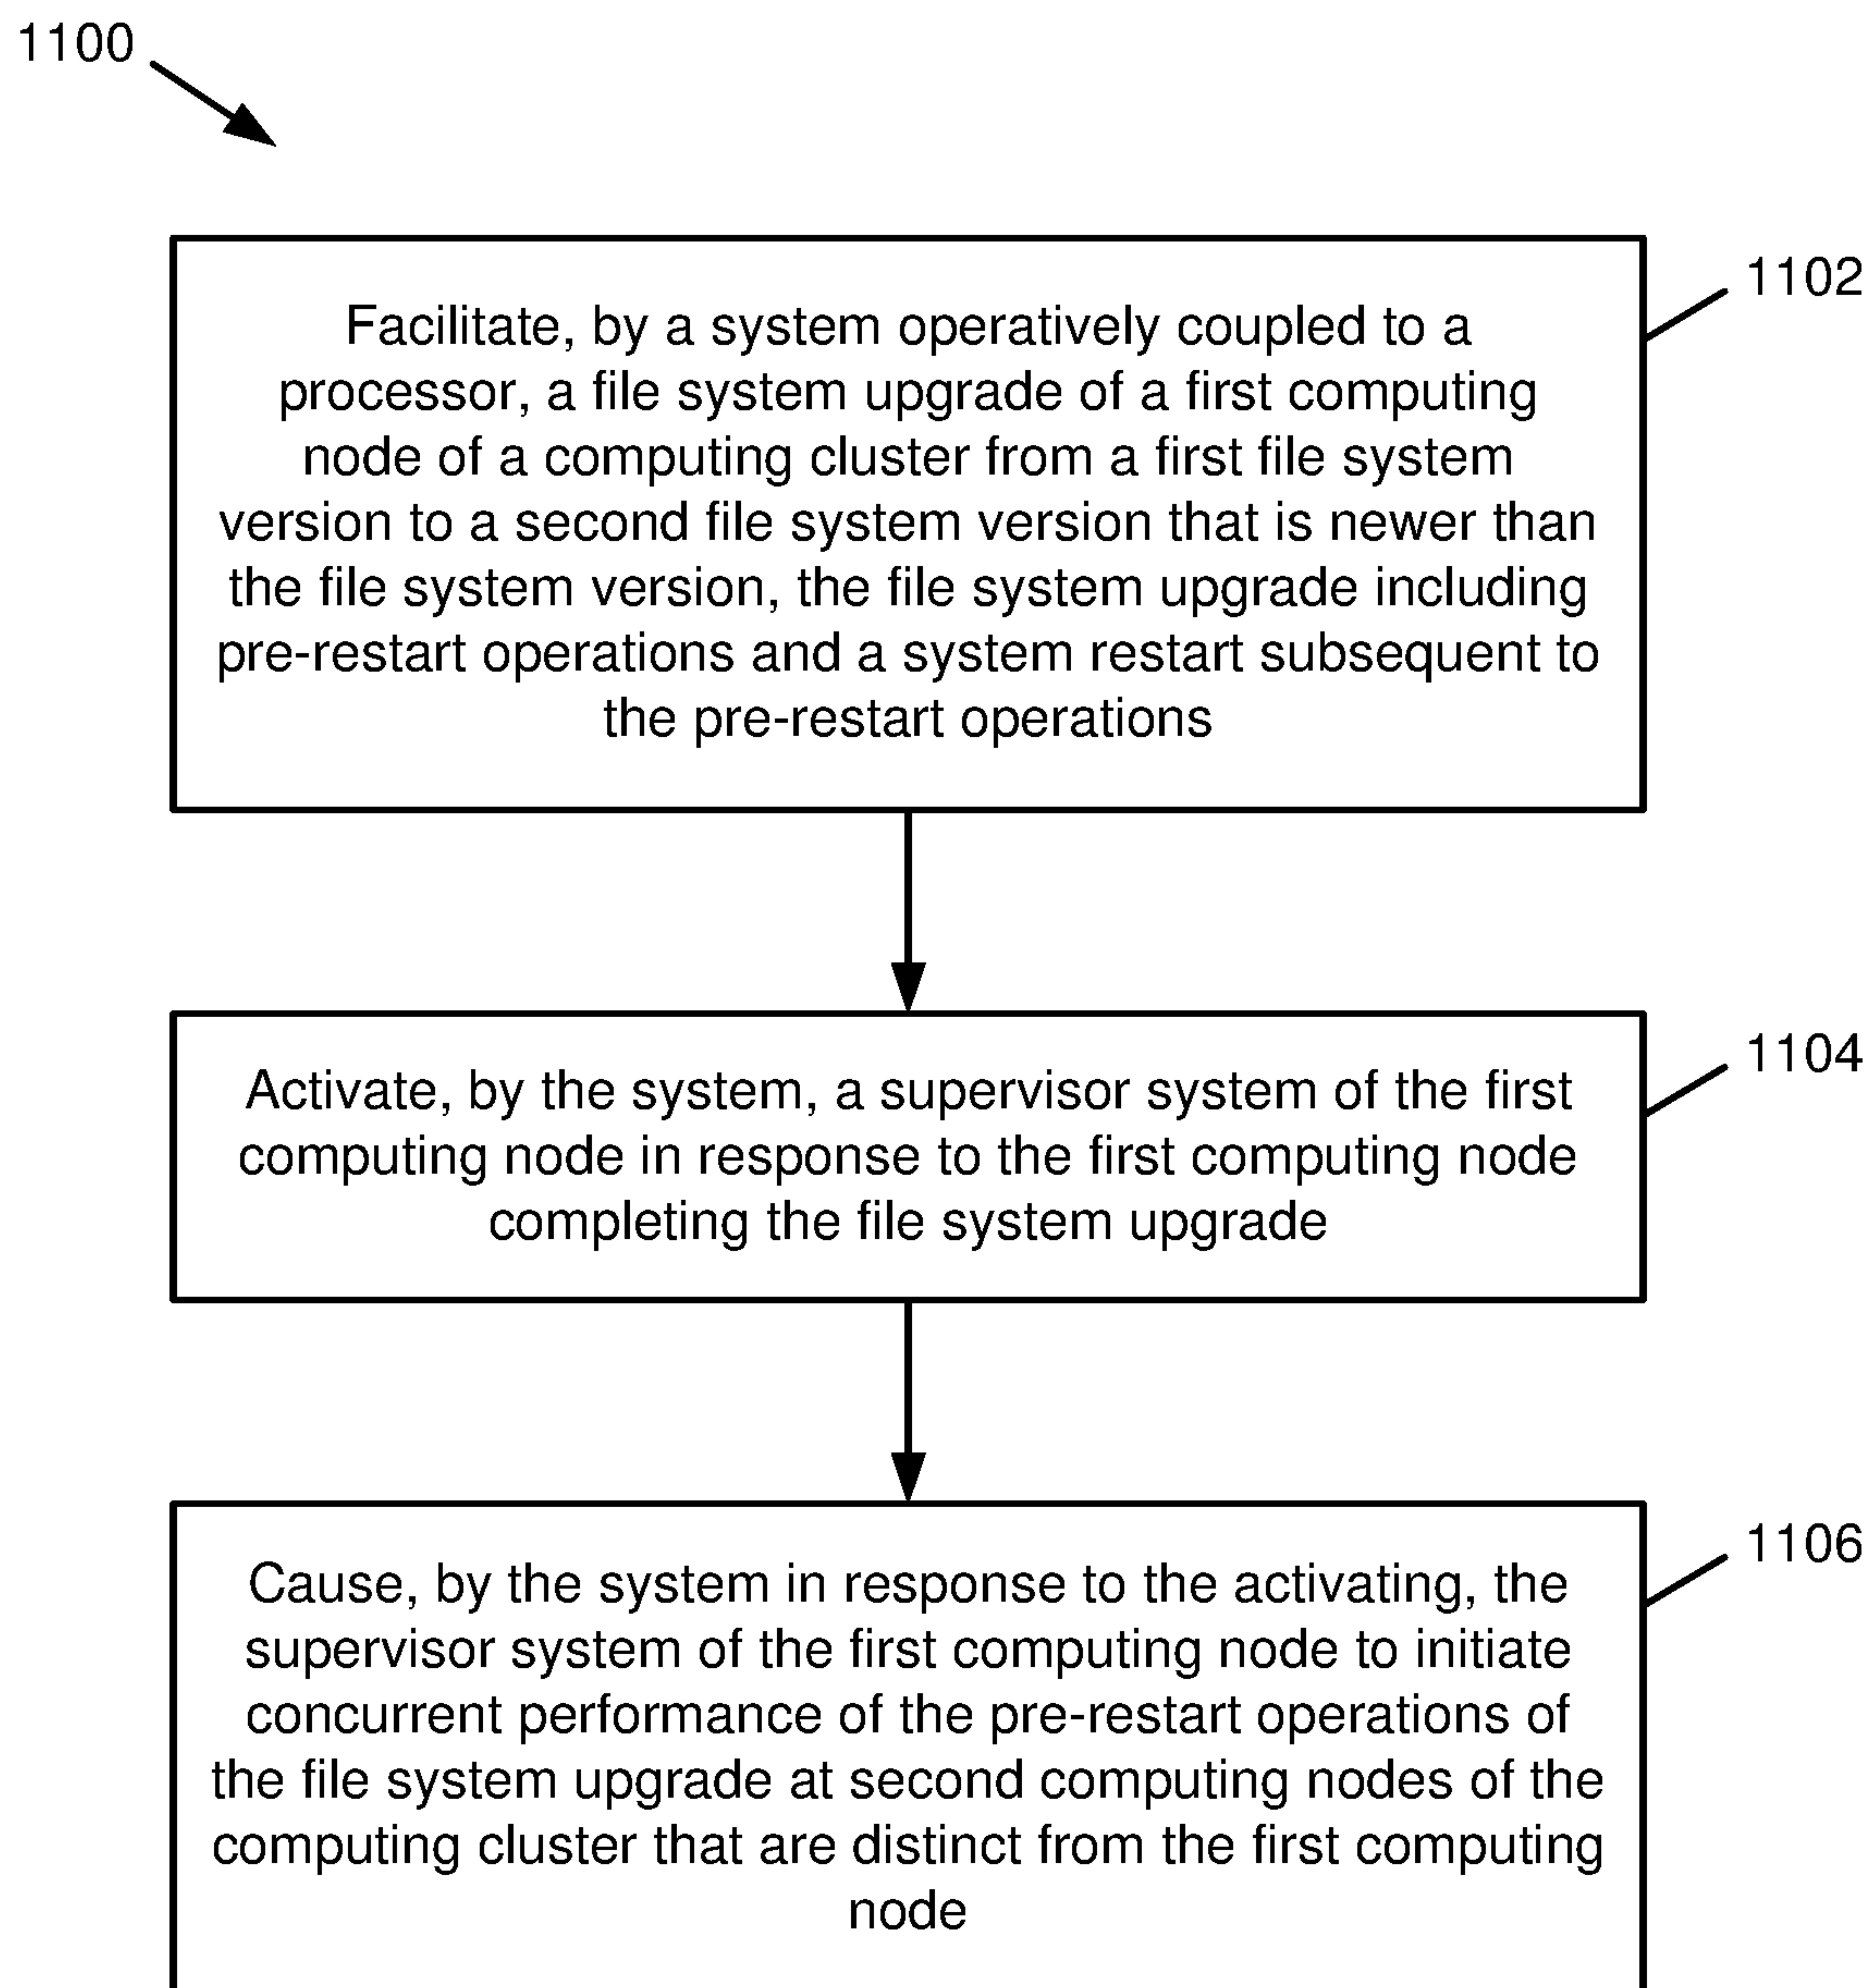 1100
1102
Facilitate, by a system operatively coupled to a
processor, a file system upgrade of a first computing
node of a computing cluster from a first file system
version to a second file system version that is newer than
the file system version, the file system upgrade including
pre-restart operations and a system restart subsequent to
the pre-restart operations
1104
Activate, by the system, a supervisor system of the first
computing node in response to the first computing node
completing the file system upgrade
1106
Cause, by the system in response to the activating, the
supervisor system of the first computing node to initiate
concurrent performance of the pre-restart operations of
the file system upgrade at second computing nodes of the
computing cluster that are distinct from the first computing
node